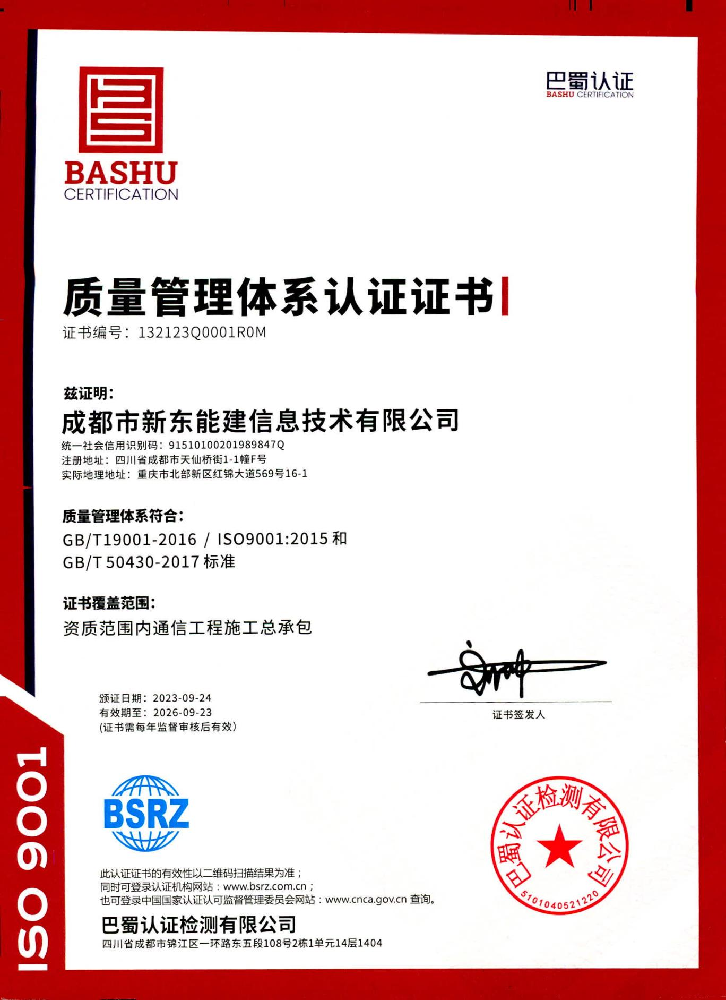 巴蜀认证
BASHU CERTIFICATION
BASHU
CERTIFICATION
质量管理体系认证证书
证书编号：132123Q0001R0M
兹证明：
成都市新东能建信息技术有限公司
统一社会信用识别码：91510100201989847Q
注册地址：四川省成都市天仙桥街1-1幢F号
实际地理地址：重庆市北部新区红锦大道569号16-1
质量管理体系符合：
GB/T19001-2016 / ISO9001:2015 和
GB/T 50430-2017 标准
证书覆盖范围：
资质范围内通信工程施工总承包
颁证日期：2023-09-24
有效期至：2026-09-23
(证书需每年监督审核后有效)
证书签发人
ISO 9001
BSRZ
巴蜀认证检测有限公司
5101040521220
此认证证书的有效性以二维码扫描结果为准；
同时可登录认证机构网站：www.bsrz.com.cn；
也可登录中国国家认证认可监督管理委员会网站：www.cnca.gov.cn 查询。
巴蜀认证检测有限公司
四川省成都市锦江区一环路东五段108号2栋1单元14层1404